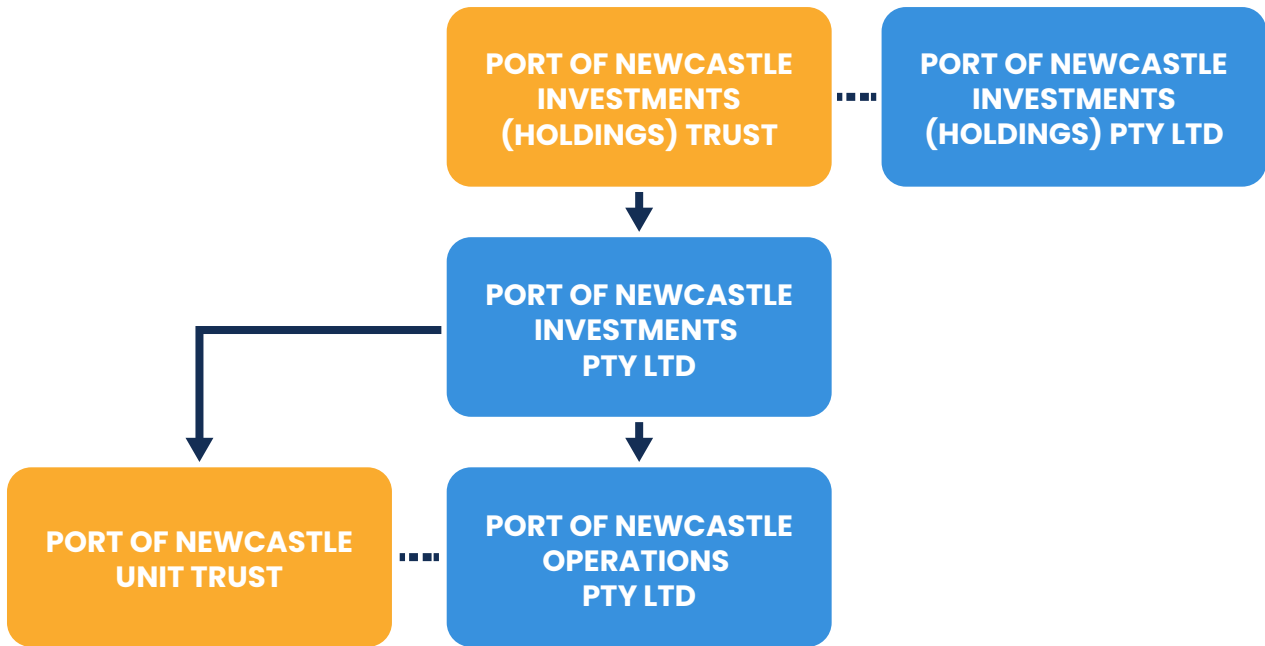 PORT OF NEWCASTLE
INVESTMENTS
(HOLDINGS) TRUST
PORT OF NEWCASTLE
INVESTMENTS
(HOLDINGS) PTY LTD
PORT OF NEWCASTLE
INVESTMENTS
PTY LTD
PORT OF NEWCASTLE
UNIT TRUST
PORT OF NEWCASTLE
OPERATIONS
PTY LTD